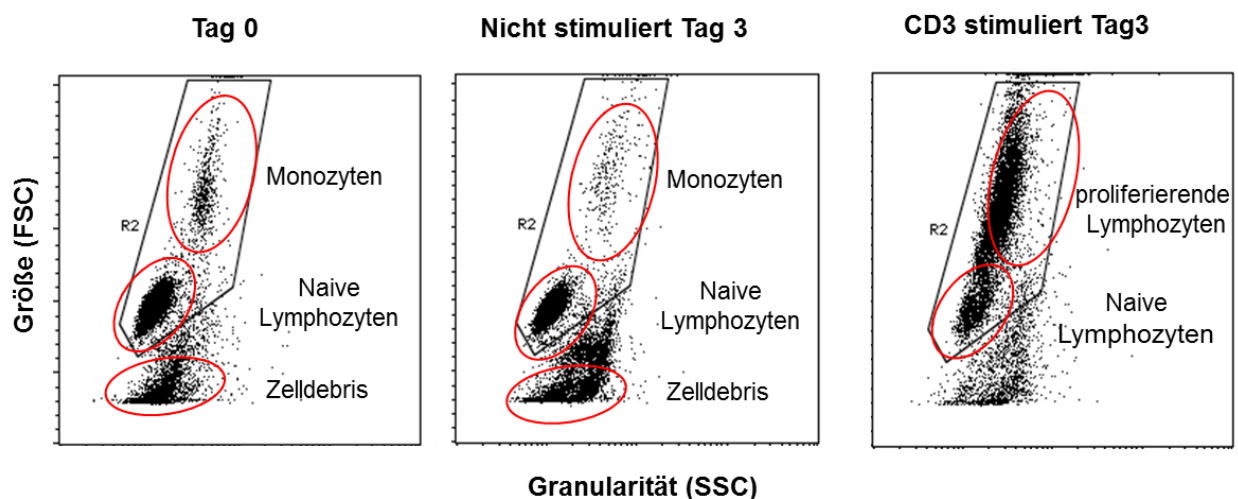 Tag 0
Nicht stimuliert Tag 3
CD3 stimuliert Tag3
Größe (FSC)
R2
Monozyten
Naive
Lymphozyten
Zelldebris
R2
Monozyten
Naive
Lymphozyten
Zelldebris
R2
proliferierende
Lymphozyten
Naive
Lymphozyten
Granularität (SSC)